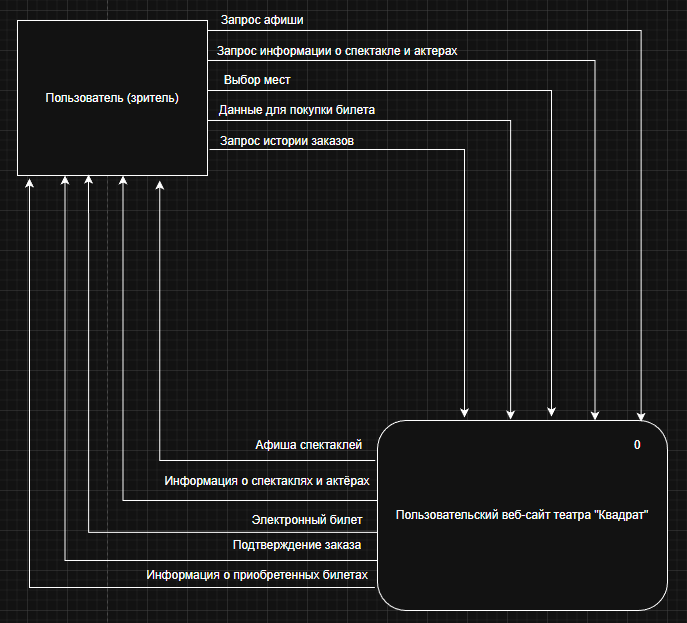 Запрос афиши
Запрос информации о спектакле и актерах
Выбор мест
Пользователь (зритель)
Данные для покупки билета
Запрос истории заказов
Афиша спектаклей
0
Информация о спектаклях и актёрах
Пользовательский веб-сайт театра "Квадрат"
Электронный билет
Подтверждение заказа
Информация о приобретенных билетах